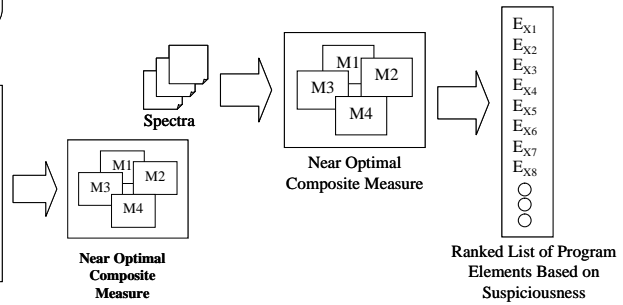 M1
M2
M3
M4
Near Optimal
Composite
Measure
Spectra
M1
M2
M3
M4
Near Optimal
Composite Measure
EX1
EX2
EX3
EX4
EX5
EX6
EX7
EX8
Ranked List of Program
Elements Based on
Suspiciousness